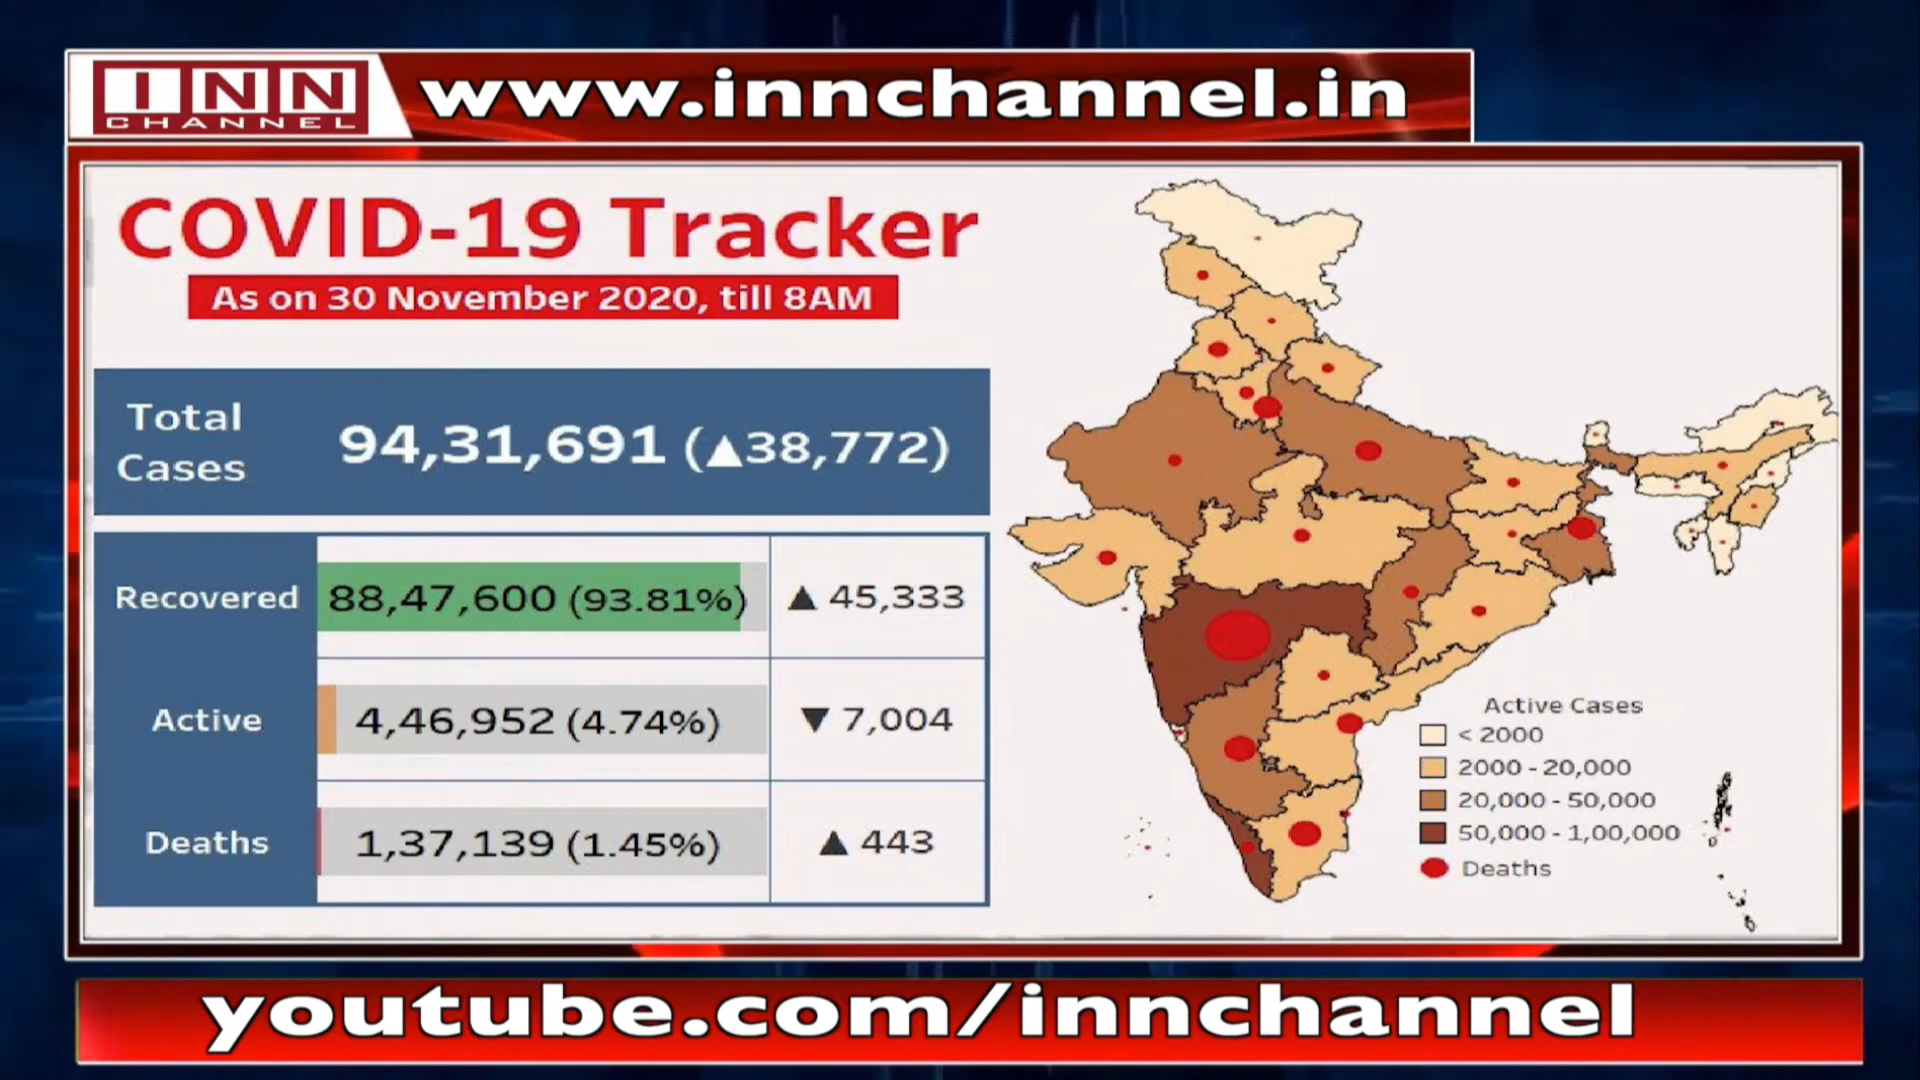 INN
CHANNEL
www.innchannel.in
COVID-19 Tracker
As on 30 November 2020, till 8AM
Total
Cases
94,31,691 (▲38,772)
Recovered
88,47,600 (93.81%)
▲ 45,333
Active
4,46,952 (4.74%)
▼ 7,004
Deaths
1,37,139 (1.45%)
▲ 443
Active Cases
< 2000
2000 - 20,000
20,000 - 50,000
50,000 - 1,00,000
Deaths
youtube.com/innchannel